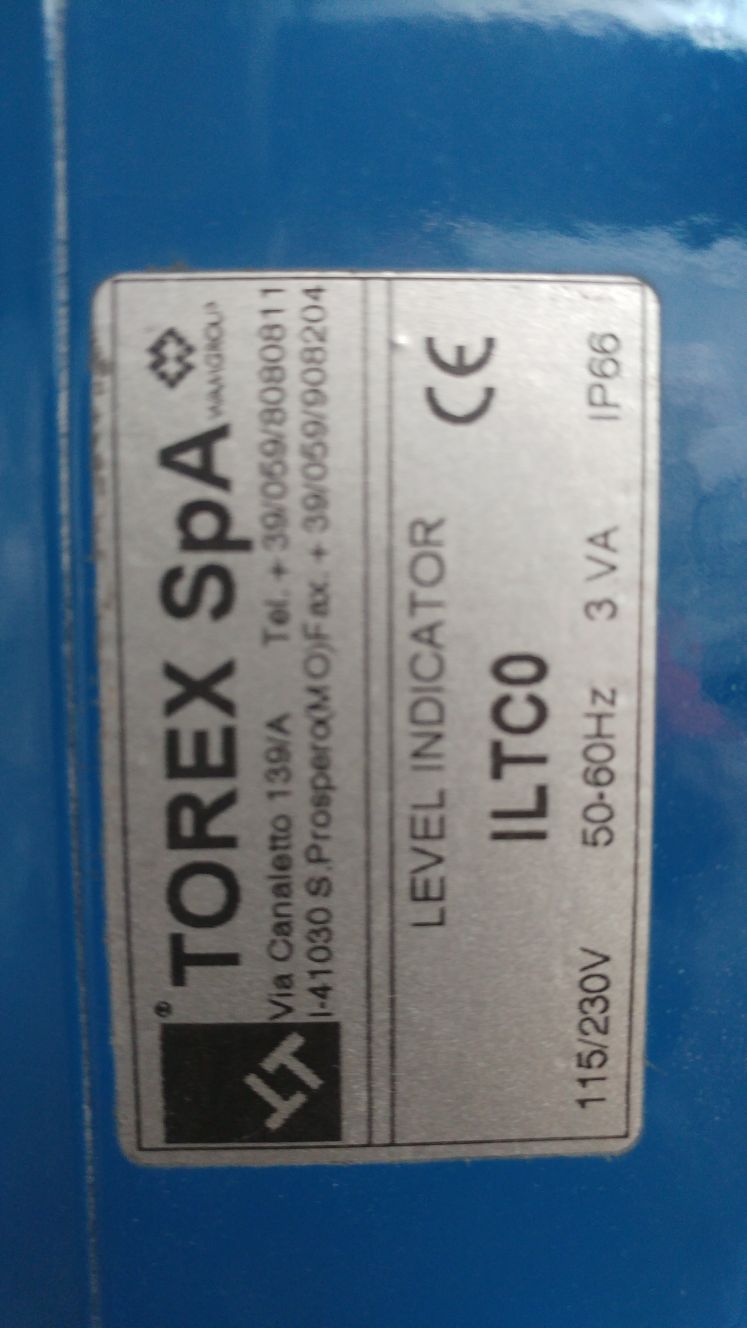 ® TOREX SpA WAMGROUP
Via Canaletto 139/A Tel. + 39/059/8080811
I-41030 S.Prospero(MO)Fax. + 39/059/908204
LEVEL INDICATOR CE
ILTC0
115/230V 50-60Hz 3 VA IP66